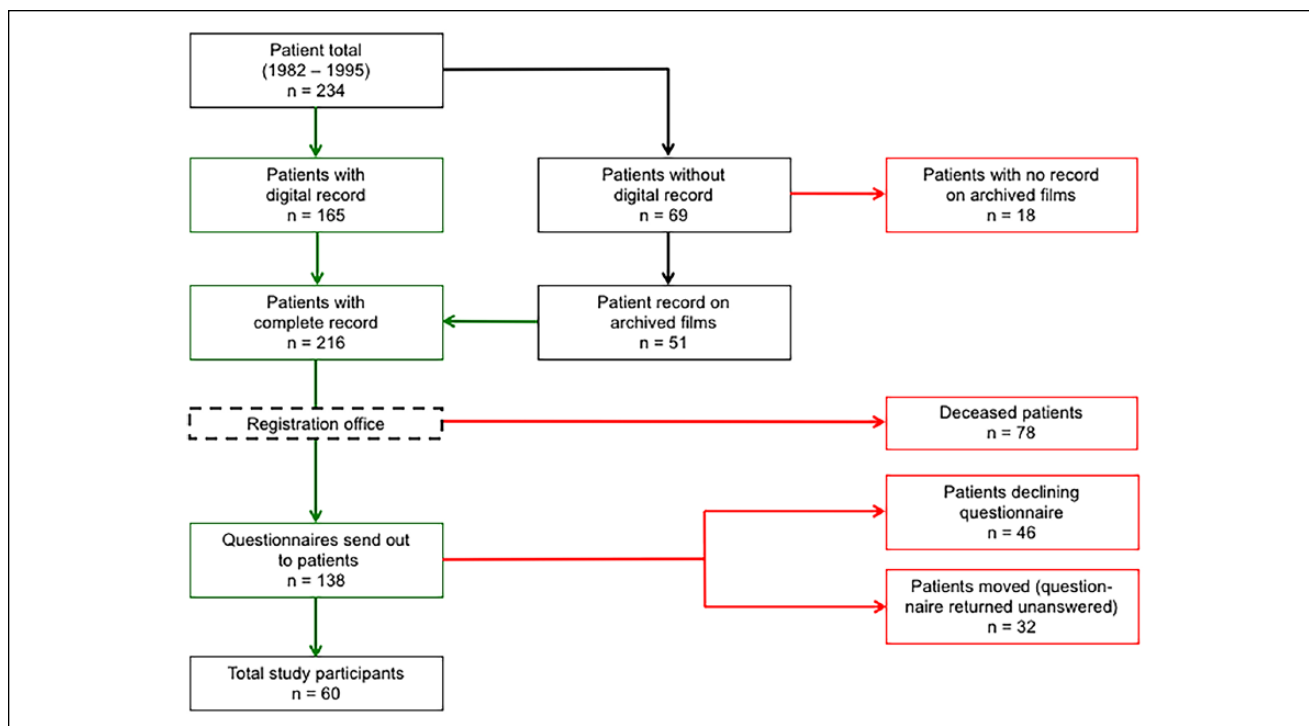 Patient total
(1982 – 1995)
n = 234
Patients with
digital record
n = 165
Patients without
digital record
n = 69
Patients with no record
on archived films
n = 18
Patients with
complete record
n = 216
Patient record on
archived films
n = 51
Registration office
Deceased patients
n = 78
Patients declining
questionnaire
n = 46
Questionnaires send out
to patients
n = 138
Patients moved (question-
naire returned unanswered)
n = 32
Total study participants
n = 60